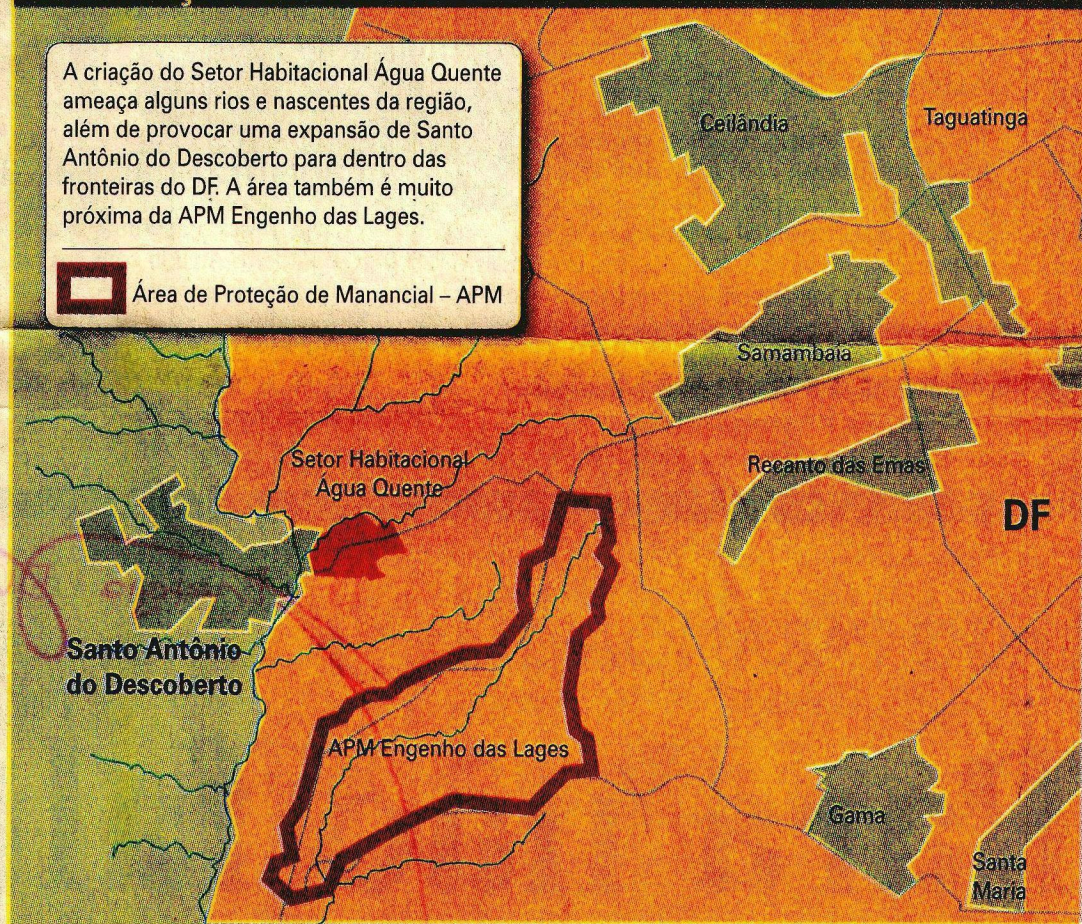 A criação do Setor Habitacional Água Quente
ameaça alguns rios e nascentes da região,
além de provocar uma expansão de Santo
Antônio do Descoberto para dentro das
fronteiras do DF. A área também é muito
próxima da APM Engenho das Lages.
Área de Proteção de Manancial – APM
Ceilândia
Taguatinga
Samambaia
Setor Habitacional
Água Quente
Recanto das Emas
DF
Santo Antônio
do Descoberto
APM Engenho das Lages
Gama
Santa
Maria